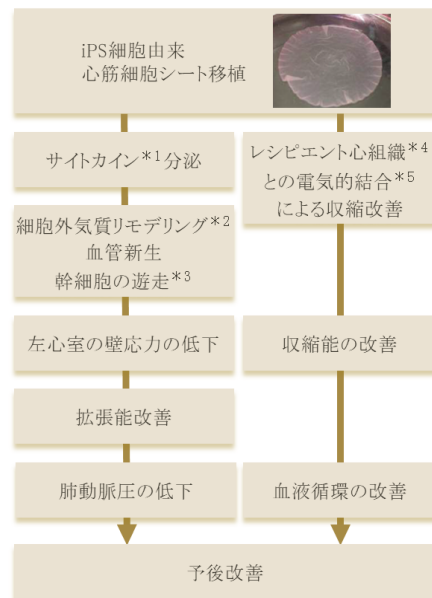 iPS細胞由来
心筋細胞シート移植
サイトカイン*1分泌
細胞外気質リモデリング*2
血管新生
幹細胞の遊走*3
左心室の壁応力の低下
拡張能改善
肺動脈圧の低下
レシピエント心組織*4
との電気的結合*5
による収縮改善
収縮能の改善
血液循環の改善
予後改善